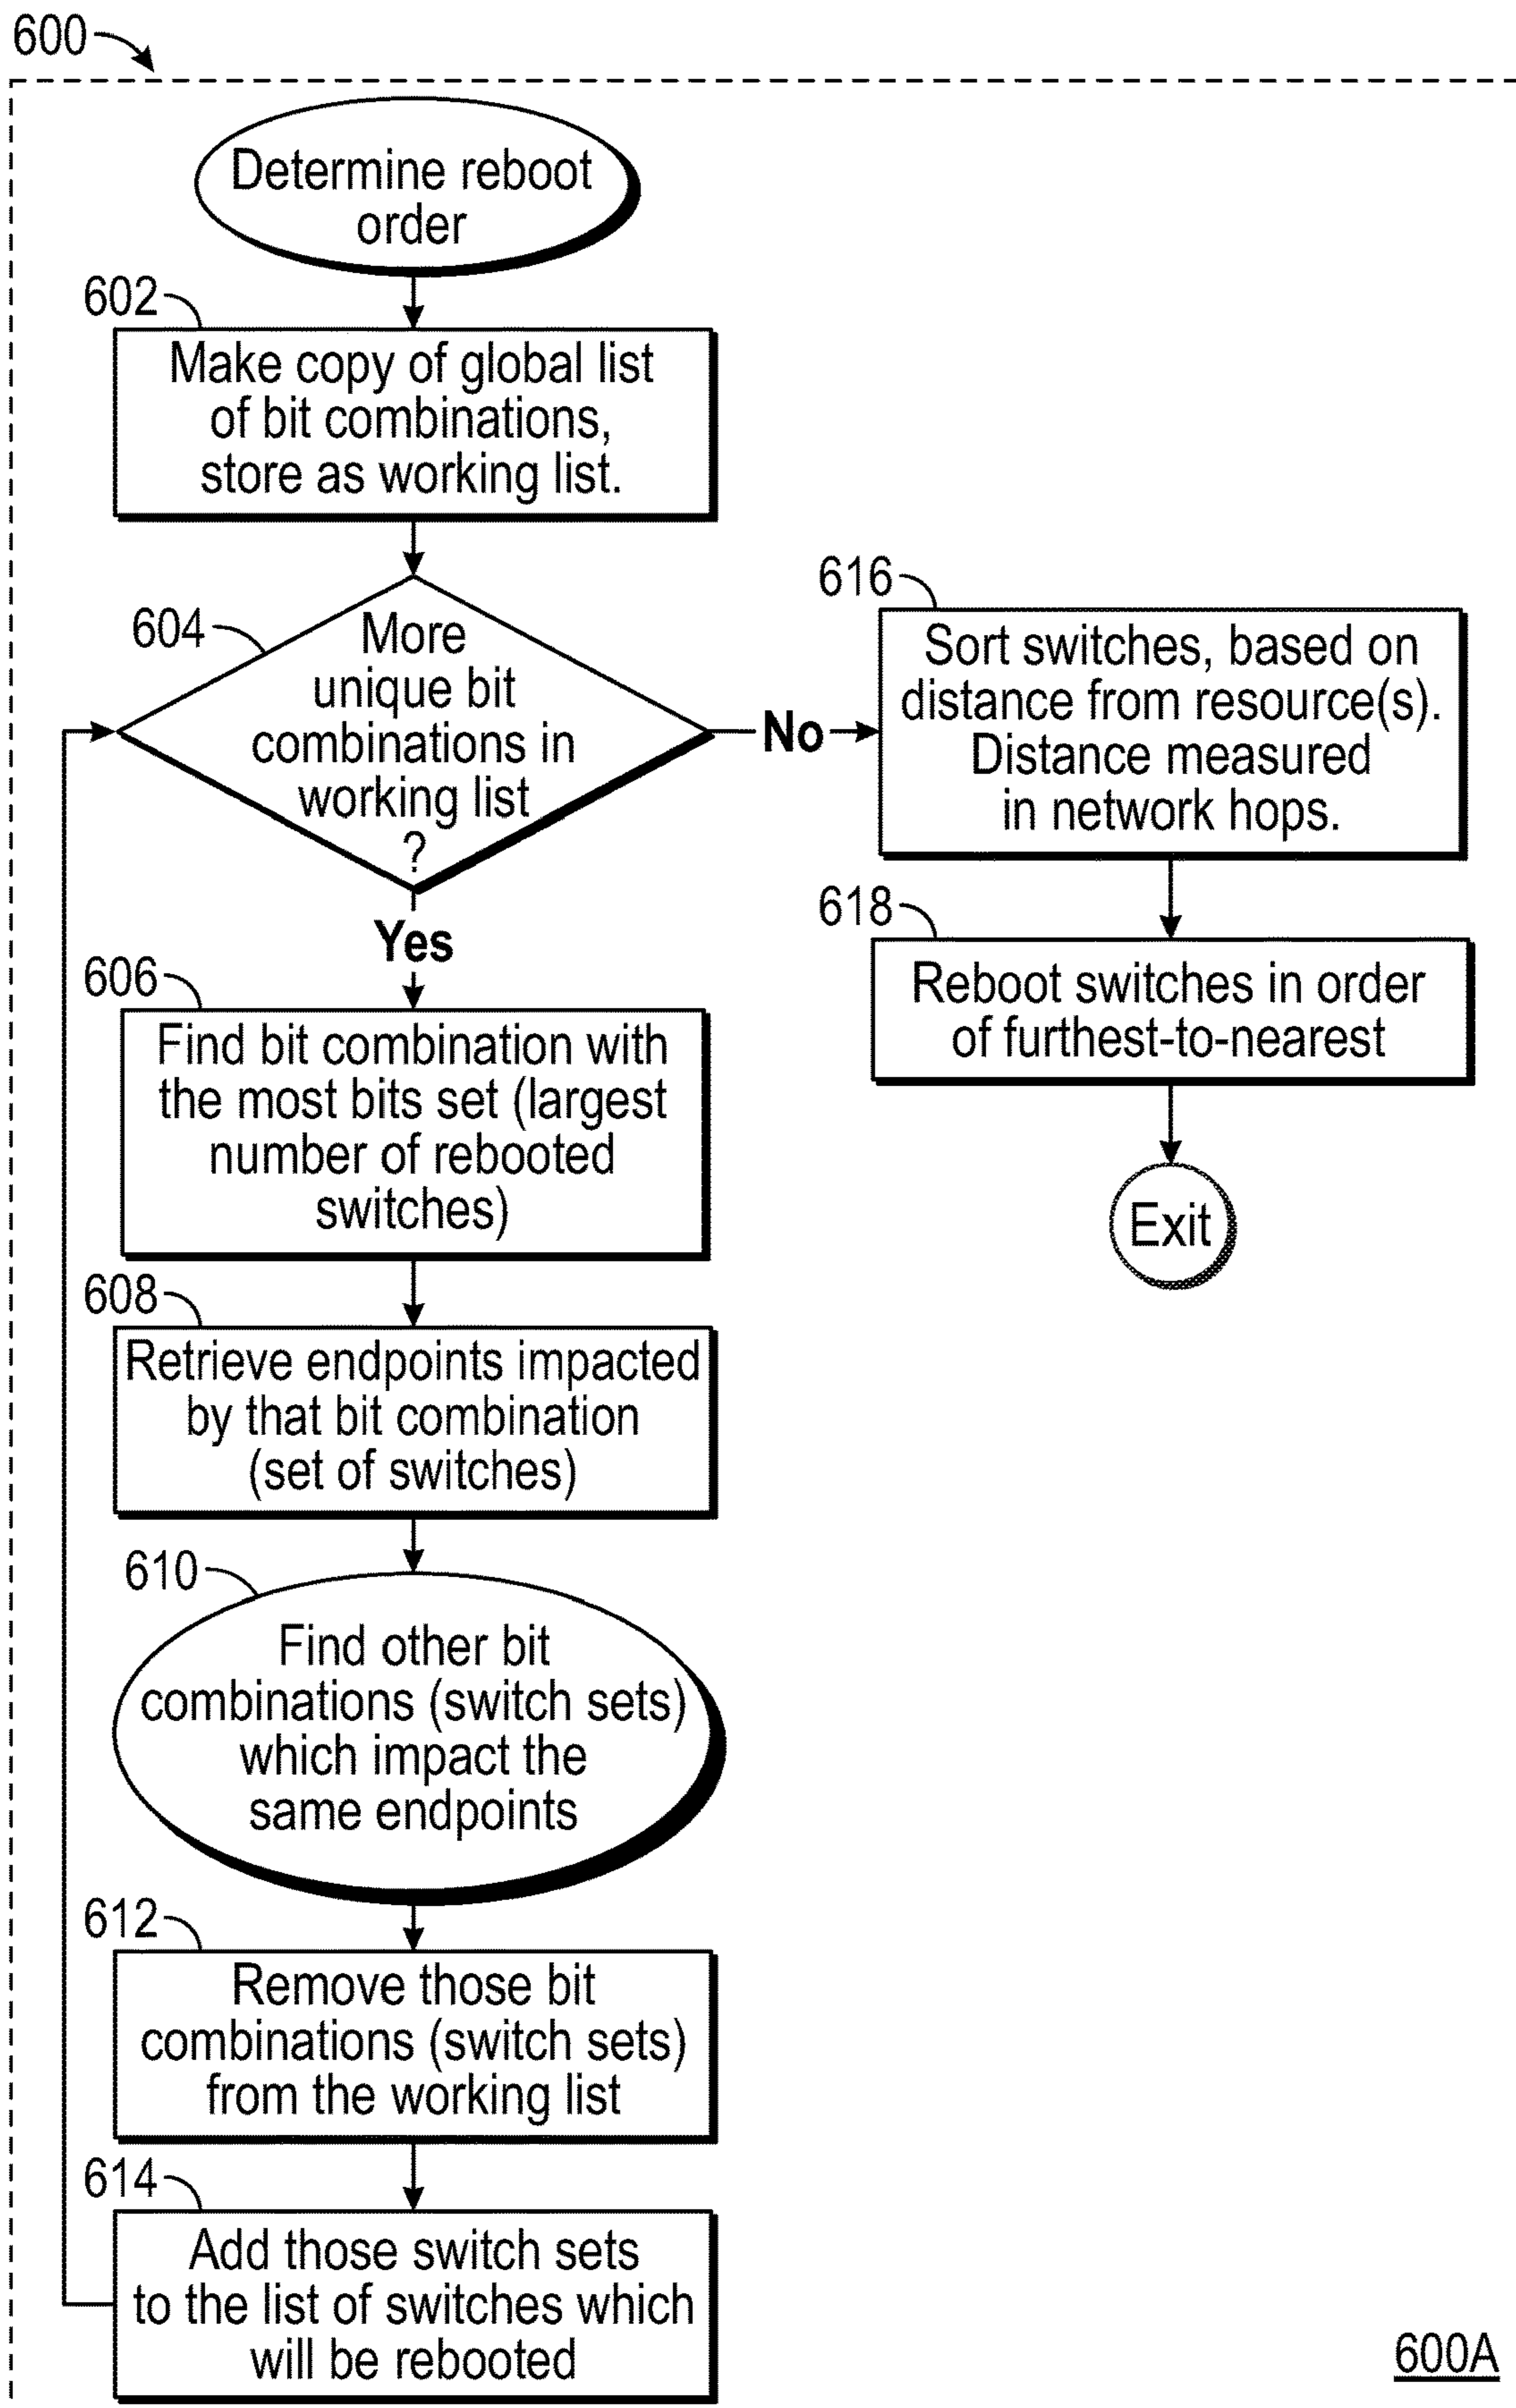 600
Determine reboot
order
602
Make copy of global list
of bit combinations,
store as working list.
604
More
unique bit
combinations in
working list
?
No
Yes
616
Sort switches, based on
distance from resource(s).
Distance measured
in network hops.
618
Reboot switches in order
of furthest-to-nearest
Exit
606
Find bit combination with
the most bits set (largest
number of rebooted
switches)
608
Retrieve endpoints impacted
by that bit combination
(set of switches)
610
Find other bit
combinations (switch sets)
which impact the
same endpoints
612
Remove those bit
combinations (switch sets)
from the working list
614
Add those switch sets
to the list of switches which
will be rebooted
600A